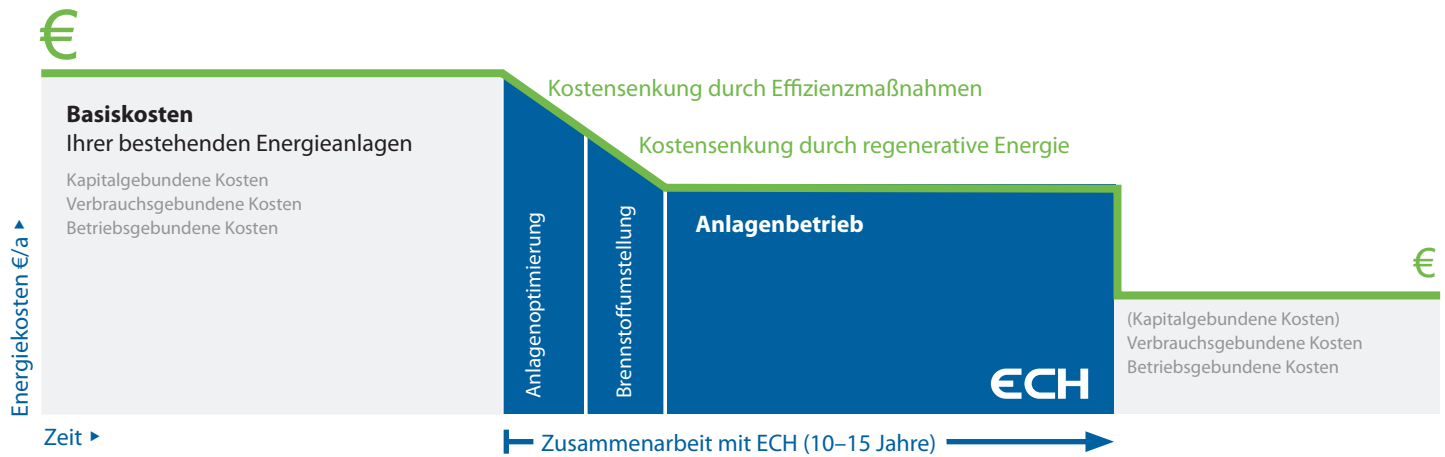 €
Kostensenkung durch Effizienzmaßnahmen
Basiskosten
Ihrer bestehenden Energieanlagen
Kostensenkung durch regenerative Energie
Kapitalgebundene Kosten
Verbrauchsgebundene Kosten
Betriebsgebundene Kosten
Energiekosten €/a ▸
Anlagenoptimierung
Brennstoffumstellung
Anlagenbetrieb
ECH
€
(Kapitalgebundene Kosten)
Verbrauchsgebundene Kosten
Betriebsgebundene Kosten
Zeit ▸
Zusammenarbeit mit ECH (10–15 Jahre)